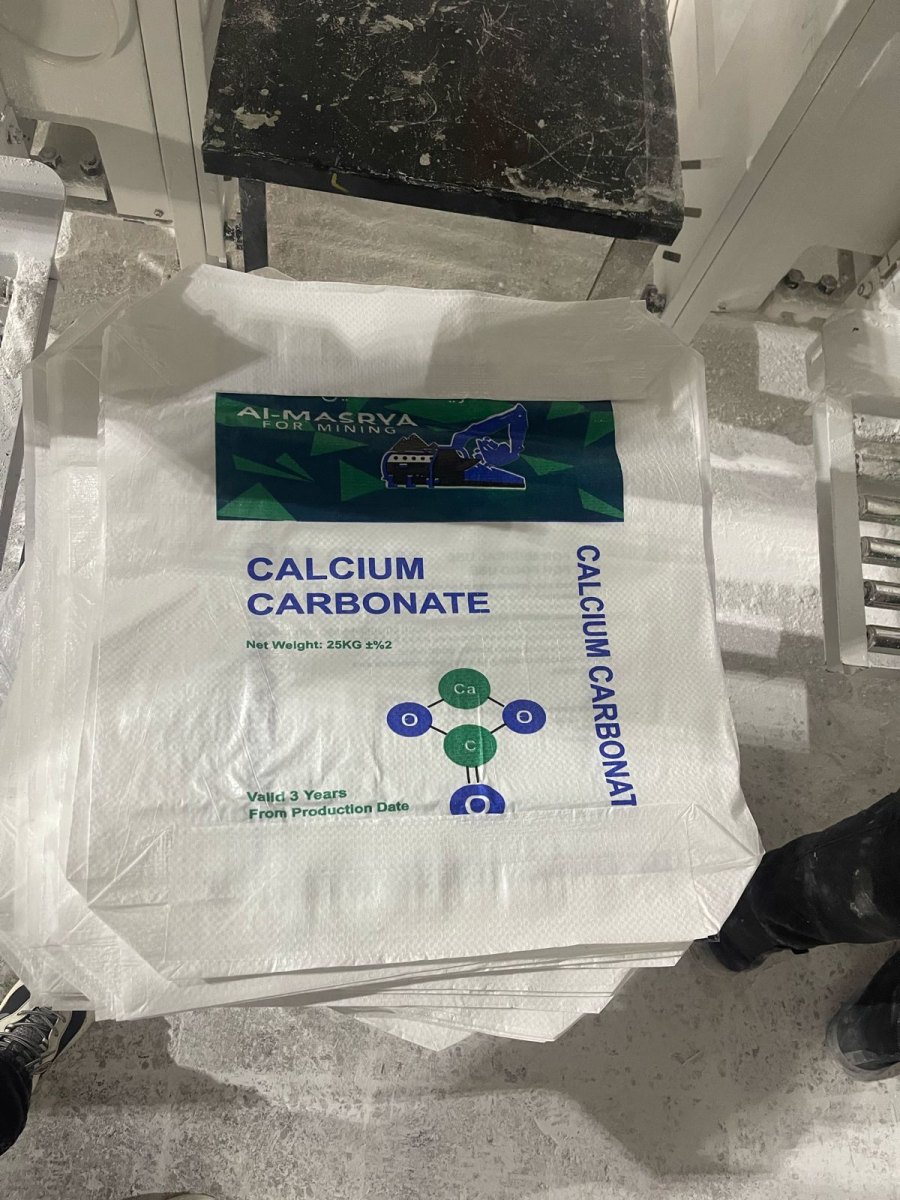 Al-MASRYA
FOR MINING
CALCIUM
CARBONATE
Net Weight: 25KG ±%2
Ca
O
O
C
O
Valid 3 Years
From Production Date
CALCIUM CARBONAT